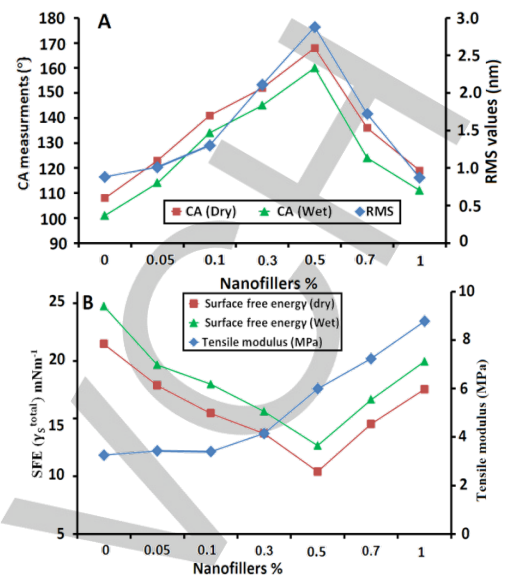 A
CA measurments (°)
180
170
160
150
140
130
120
110
100
90
3.0
2.5
2.0
1.5
1.0
0.5
0
RMS values (nm)
CA (Dry) CA (Wet) RMS
0 0.05 0.1 0.3 0.5 0.7 1
Nanofillers %
B
SFE (γs total) mNm-1
25
20
15
10
5
Surface free energy (dry)
Surface free energy (Wet)
Tensile modulus (MPa)
10
8
6
4
2
0
Tensile modulus (MPa)
0 0.05 0.1 0.3 0.5 0.7 1
Nanofillers %
VCH